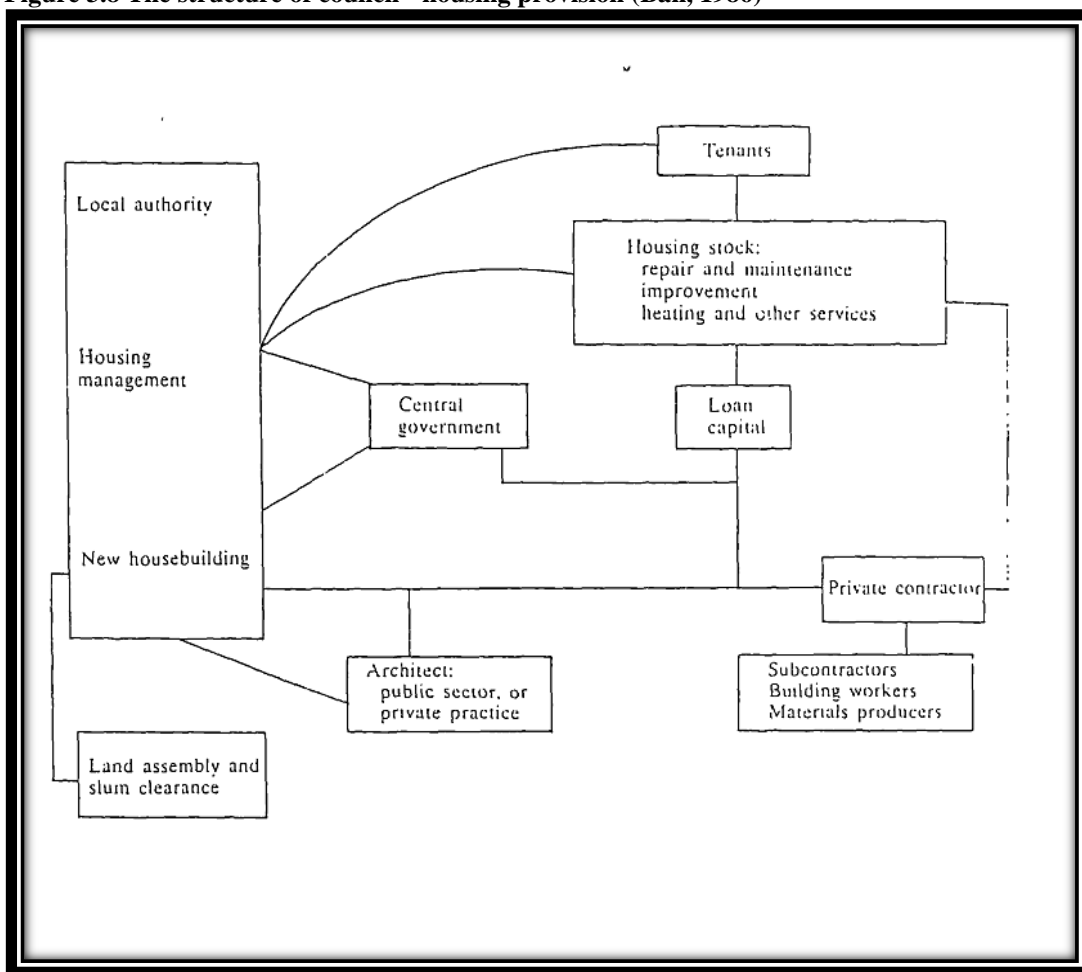 Tenants
Local authority
Housing stock:
repair and maintenance
improvement
heating and other services
Housing
management
Central
government
Loan
capital
New housebuilding
Private contractor
Architect:
public sector, or
private practice
Subcontractors
Building workers
Materials producers
Land assembly and
slum clearance